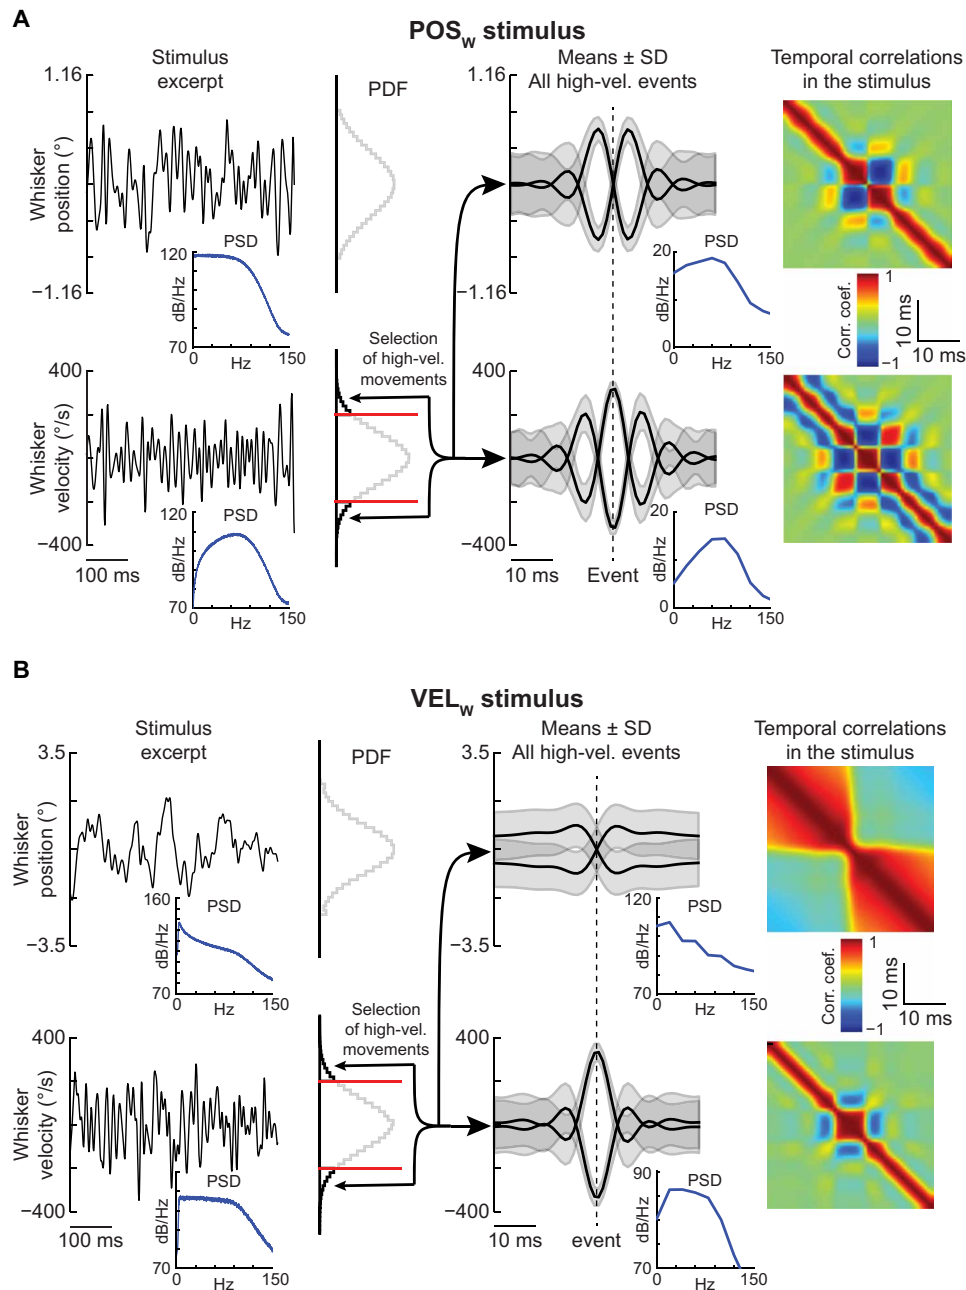 A
POSw stimulus
Stimulus
excerpt
PDF
Means ± SD
All high-vel. events
Temporal correlations
in the stimulus
1.16
Whisker
position (°)
−1.16
PSD
120
dB/Hz
70
0
Hz
150
1.16
−1.16
PSD
20
dB/Hz
0
0
Hz
150
Corr. coef.
1
−1
10 ms
10 ms
Selection
of high-vel.
movements
400
Whisker
velocity (°/s)
−400
100 ms
PSD
120
dB/Hz
70
0
Hz
150
400
−400
10 ms
Event
PSD
20
dB/Hz
0
0
Hz
150
B
VELw stimulus
Stimulus
excerpt
PDF
Means ± SD
All high-vel. events
Temporal correlations
in the stimulus
3.5
Whisker
position (°)
−3.5
PSD
160
dB/Hz
70
0
Hz
150
3.5
−3.5
PSD
120
dB/Hz
70
0
Hz
150
Corr. coef.
1
−1
10 ms
10 ms
Selection
of high-vel.
movements
400
Whisker
velocity (°/s)
−400
100 ms
PSD
dB/Hz
70
0
Hz
150
400
−400
10 ms
event
PSD
90
dB/Hz
70
0
Hz
150